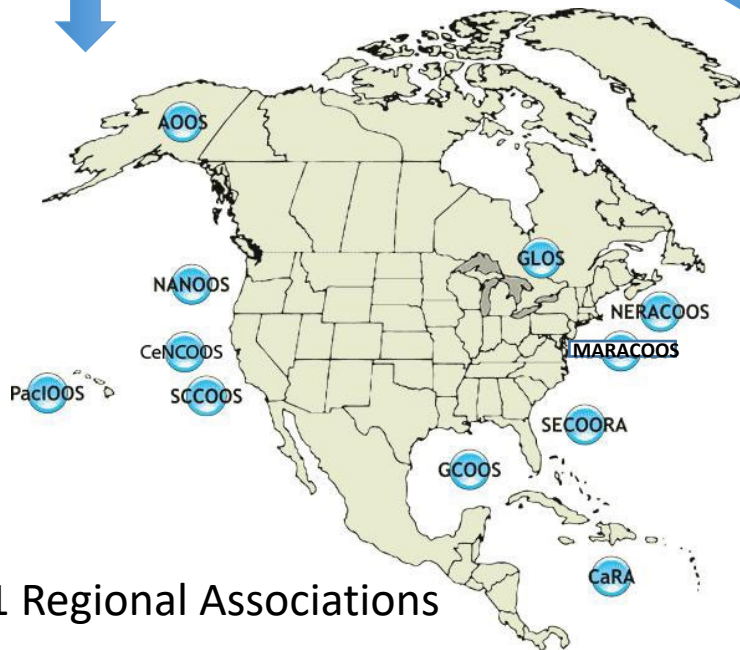 AOOS
GLOS
NANOOS
NERACOOS
CeNCOOS
MARACOOS
PacIOOS
SCCOOS
SECOORA
GCOOS
CaRA
1 Regional Associations